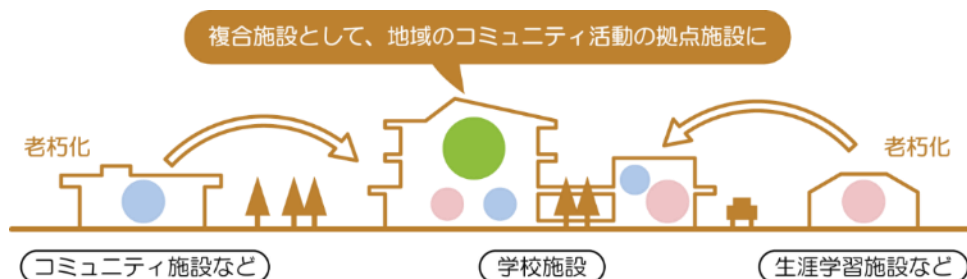 複合施設として、地域のコミュニティ活動の拠点施設に
老朽化
老朽化
コミュニティ施設など
学校施設
生涯学習施設など